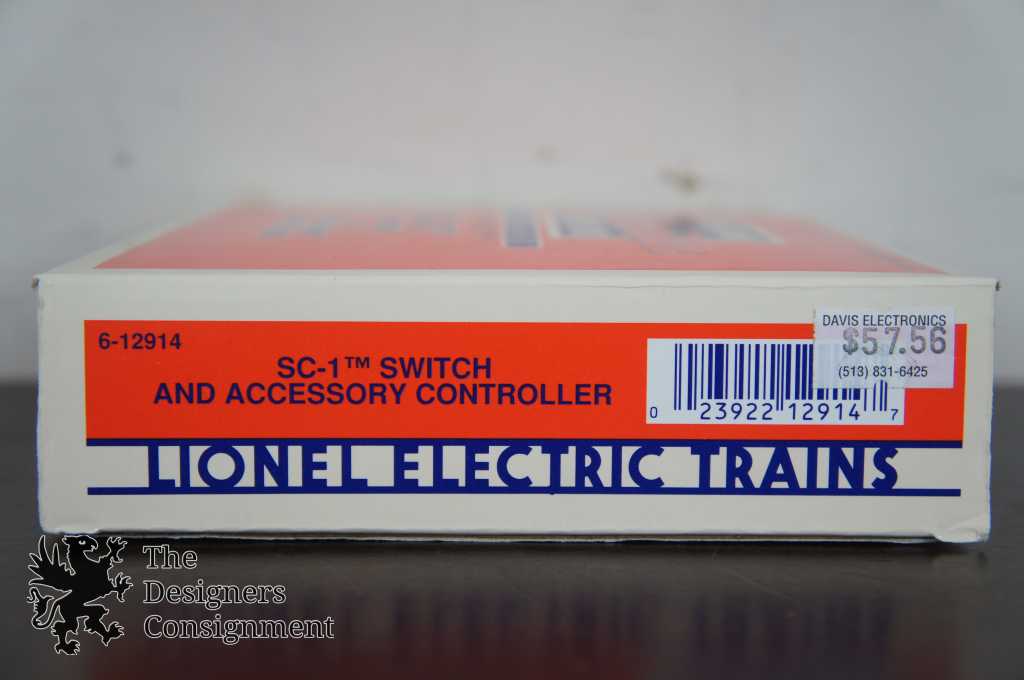 6-12914
SC-1™ SWITCH
AND ACCESSORY CONTROLLER
DAVIS ELECTRONICS
$57.56
(513) 831-6425
0 23922 12914 7
LIONEL ELECTRIC TRAINS
The
Designers
Consignment